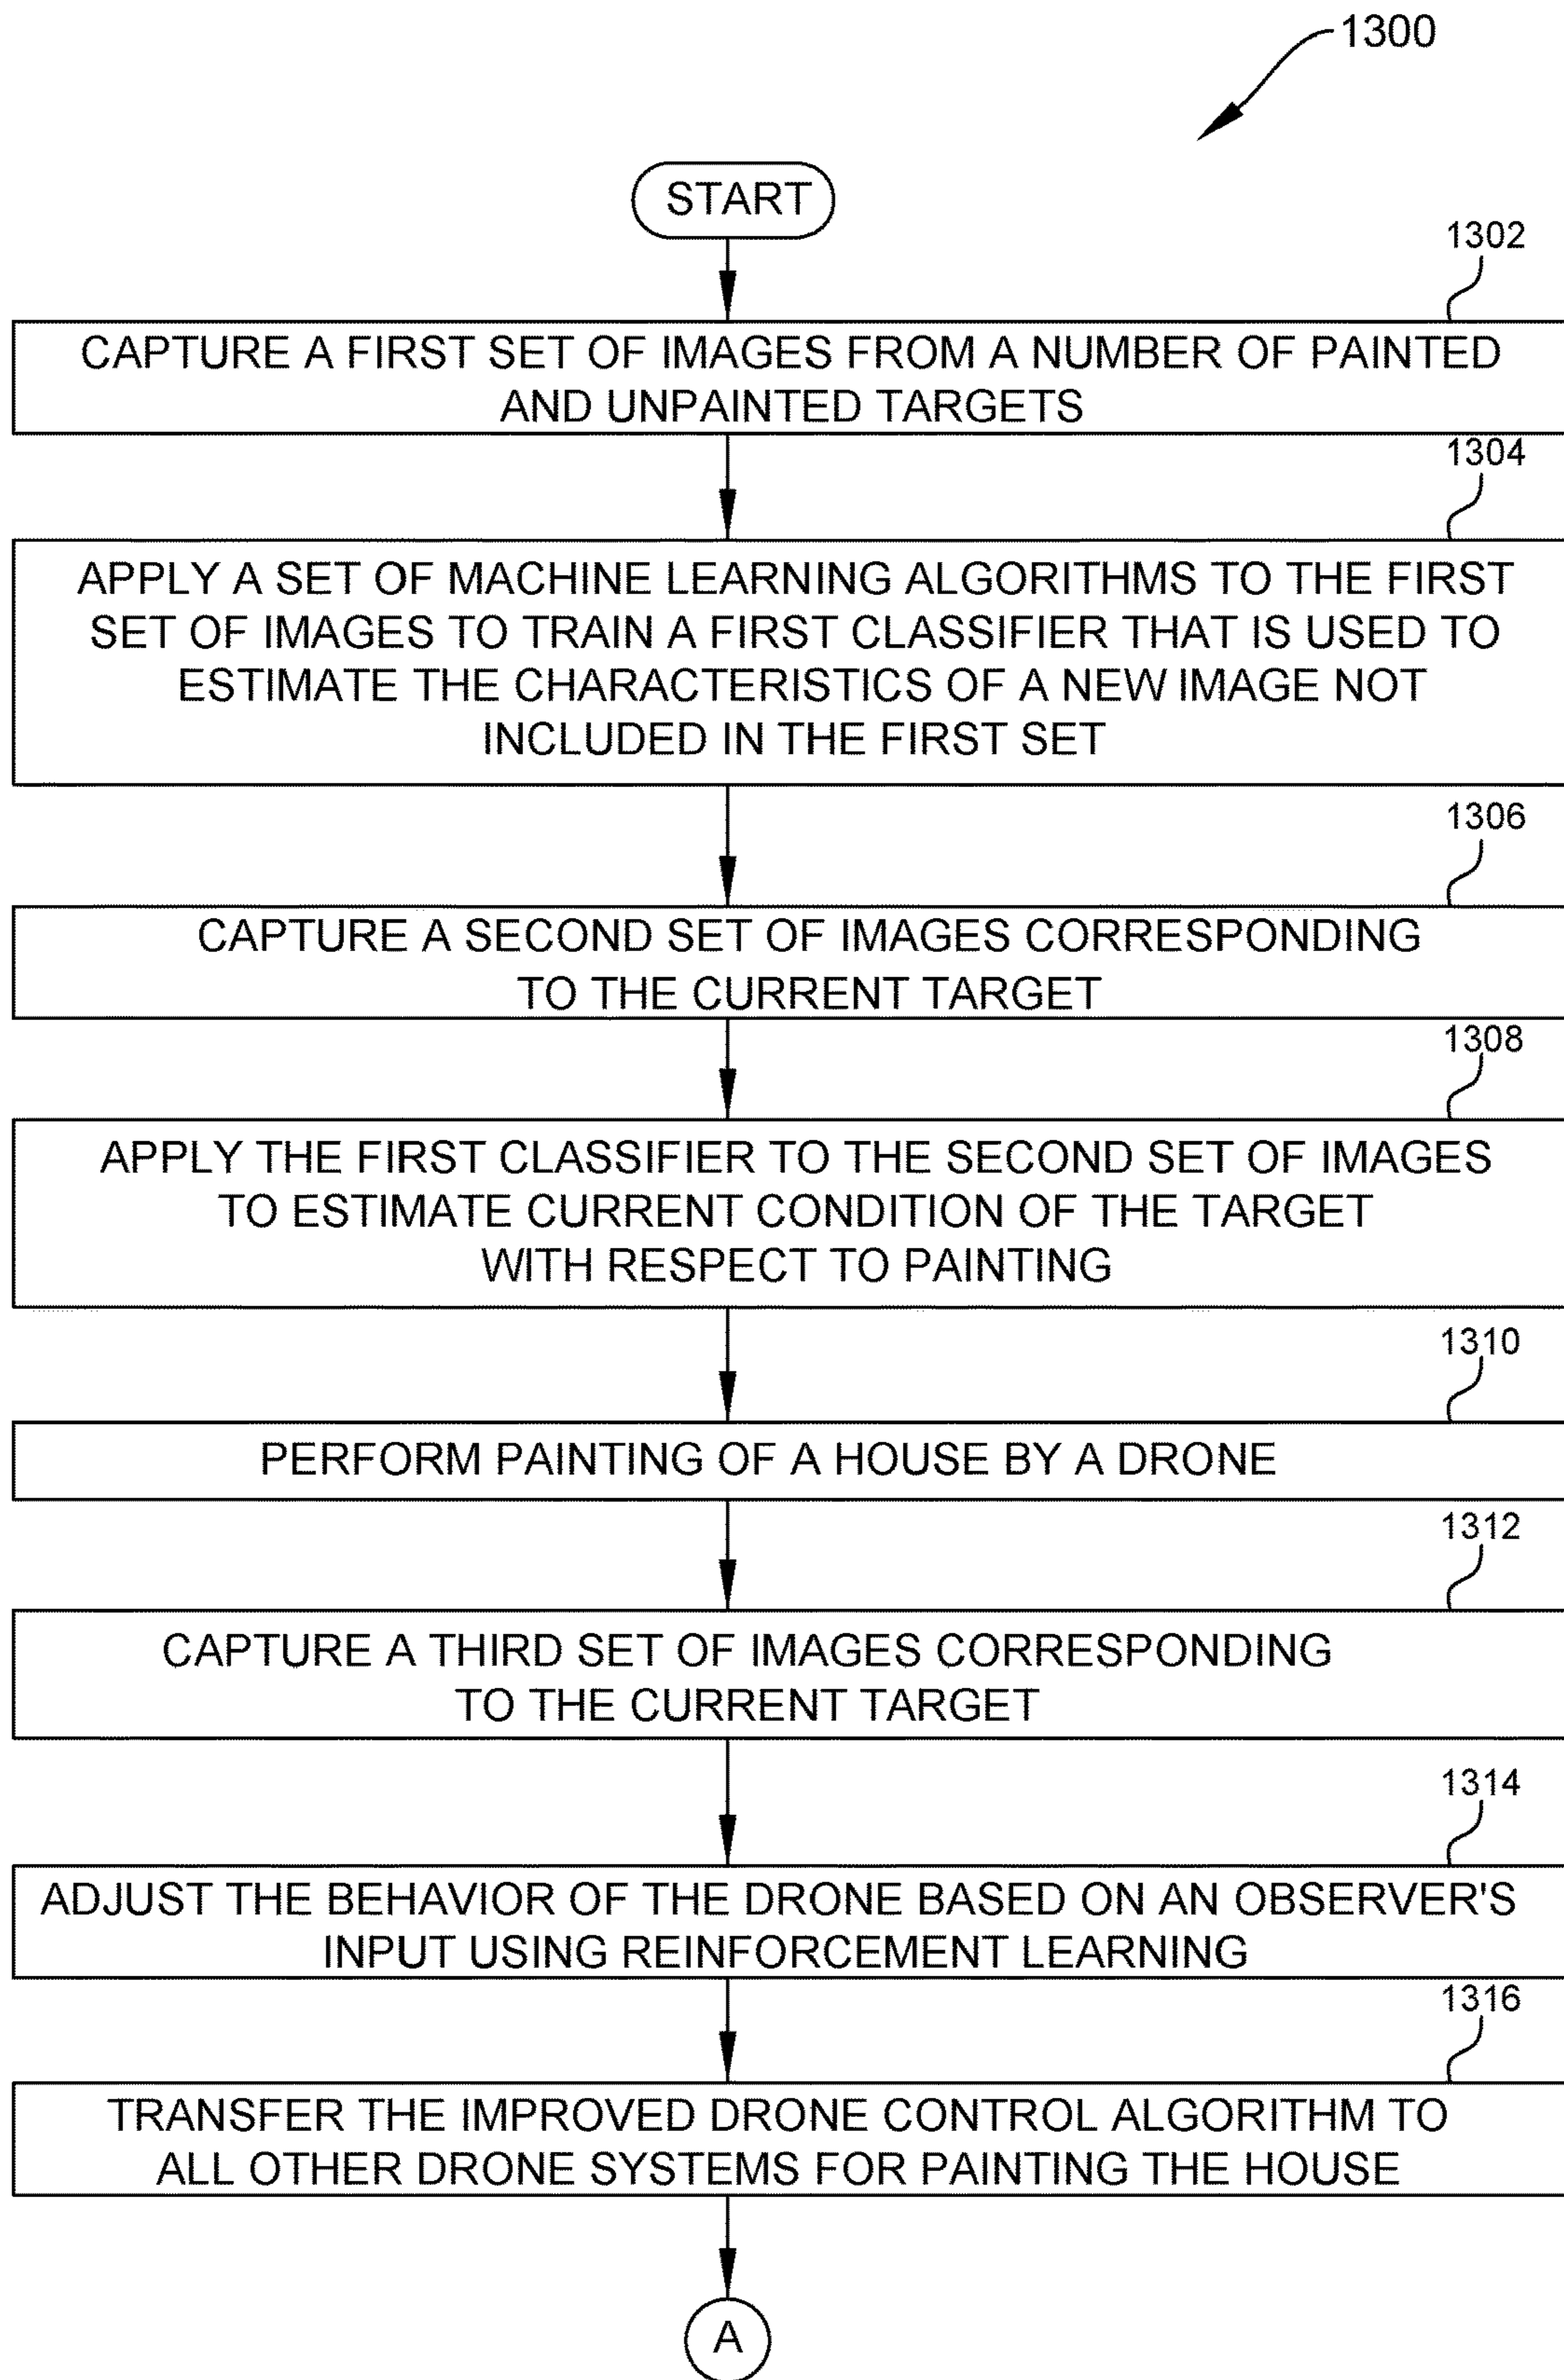 1300
START
1302
CAPTURE A FIRST SET OF IMAGES FROM A NUMBER OF PAINTED
AND UNPAINTED TARGETS
1304
APPLY A SET OF MACHINE LEARNING ALGORITHMS TO THE FIRST
SET OF IMAGES TO TRAIN A FIRST CLASSIFIER THAT IS USED TO
ESTIMATE THE CHARACTERISTICS OF A NEW IMAGE NOT
INCLUDED IN THE FIRST SET
1306
CAPTURE A SECOND SET OF IMAGES CORRESPONDING
TO THE CURRENT TARGET
1308
APPLY THE FIRST CLASSIFIER TO THE SECOND SET OF IMAGES
TO ESTIMATE CURRENT CONDITION OF THE TARGET
WITH RESPECT TO PAINTING
1310
PERFORM PAINTING OF A HOUSE BY A DRONE
1312
CAPTURE A THIRD SET OF IMAGES CORRESPONDING
TO THE CURRENT TARGET
1314
ADJUST THE BEHAVIOR OF THE DRONE BASED ON AN OBSERVER'S
INPUT USING REINFORCEMENT LEARNING
1316
TRANSFER THE IMPROVED DRONE CONTROL ALGORITHM TO
ALL OTHER DRONE SYSTEMS FOR PAINTING THE HOUSE
A